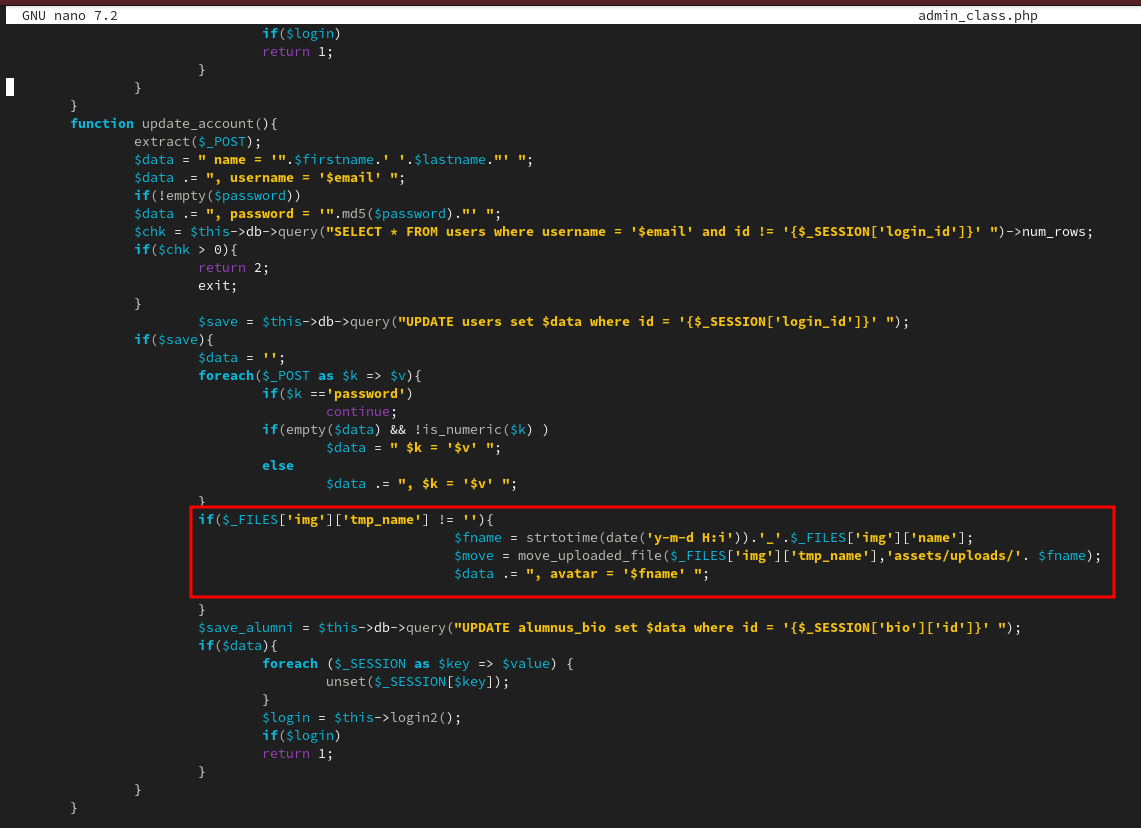 GNU nano 7.2 admin_class.php
if($login)
return 1;
}
}
}
function update_account(){
extract($_POST);
$data = " name = '".$firstname.' '.$lastname."' ";
$data .= ", username = '$email' ";
if(!empty($password))
$data .= ", password = '".md5($password)."' ";
$chk = $this->db->query("SELECT * FROM users where username = '$email' and id != '{$_SESSION['login_id']}' ")->num_rows;
if($chk > 0){
return 2;
exit;
}
$save = $this->db->query("UPDATE users set $data where id = '{$_SESSION['login_id']}' ");
if($save){
$data = '';
foreach($_POST as $k => $v){
if($k =='password')
continue;
if(empty($data) && !is_numeric($k) )
$data = " $k = '$v' ";
else
$data .= ", $k = '$v' ";
}
if($_FILES['img']['tmp_name'] != ''){
$fname = strtotime(date('y-m-d H:i')).'_'.$_FILES['img']['name'];
$move = move_uploaded_file($_FILES['img']['tmp_name'],'assets/uploads/'. $fname);
$data .= ", avatar = '$fname' ";
}
$save_alumni = $this->db->query("UPDATE alumnus_bio set $data where id = '{$_SESSION['bio']['id']}' ");
if($data){
foreach ($_SESSION as $key => $value) {
unset($_SESSION[$key]);
}
$login = $this->login2();
if($login)
return 1;
}
}
}